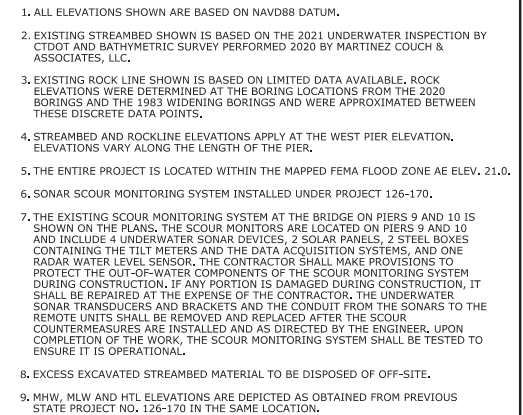 1. ALL ELEVATIONS SHOWN ARE BASED ON NAVD88 DATUM.
2. EXISTING STREAMBED SHOWN IS BASED ON THE 2021 UNDERWATER INSPECTION BY
CTDOT AND BATHYMETRIC SURVEY PERFORMED 2020 BY MARTINEZ COUCH &
ASSOCIATES, LLC.
3. EXISTING ROCK LINE SHOWN IS BASED ON LIMITED DATA AVAILABLE. ROCK
ELEVATIONS WERE DETERMINED AT THE BORING LOCATIONS FROM THE 2020
BORINGS AND THE 1983 WIDENING BORINGS AND WERE APPROXIMATED BETWEEN
THESE DISCRETE DATA POINTS.
4. STREAMBED AND ROCKLINE ELEVATIONS APPLY AT THE WEST PIER ELEVATION.
ELEVATIONS VARY ALONG THE LENGTH OF THE PIER.
5. THE ENTIRE PROJECT IS LOCATED WITHIN THE MAPPED FEMA FLOOD ZONE AE ELEV. 21.0.
6. SONAR SCOUR MONITORING SYSTEM INSTALLED UNDER PROJECT 126-170.
7. THE EXISTING SCOUR MONITORING SYSTEM AT THE BRIDGE ON PIERS 9 AND 10 IS
SHOWN ON THE PLANS. THE SCOUR MONITORS ARE LOCATED ON PIERS 9 AND 10
AND INCLUDE 4 UNDERWATER SONAR DEVICES, 2 SOLAR PANELS, 2 STEEL BOXES
CONTAINING THE TILT METERS AND THE DATA ACQUISITION SYSTEMS, AND ONE
RADAR WATER LEVEL SENSOR. THE CONTRACTOR SHALL MAKE PROVISIONS TO
PROTECT THE OUT-OF-WATER COMPONENTS OF THE SCOUR MONITORING SYSTEM
DURING CONSTRUCTION. IF ANY PORTION IS DAMAGED DURING CONSTRUCTION, IT
SHALL BE REPAIRED AT THE EXPENSE OF THE CONTRACTOR. THE UNDERWATER
SONAR TRANSDUCERS AND BRACKETS AND THE CONDUIT FROM THE SONARS TO THE
REMOTE UNITS SHALL BE REMOVED AND REPLACED AFTER THE SCOUR
COUNTERMEASURES ARE INSTALLED AND AS DIRECTED BY THE ENGINEER. UPON
COMPLETION OF THE WORK, THE SCOUR MONITORING SYSTEM SHALL BE TESTED TO
ENSURE IT IS OPERATIONAL.
8. EXCESS EXCAVATED STREAMBED MATERIAL TO BE DISPOSED OF OFF-SITE.
9. MHW, MLW AND HTL ELEVATIONS ARE DEPICTED AS OBTAINED FROM PREVIOUS
STATE PROJECT NO. 126-170 IN THE SAME LOCATION.